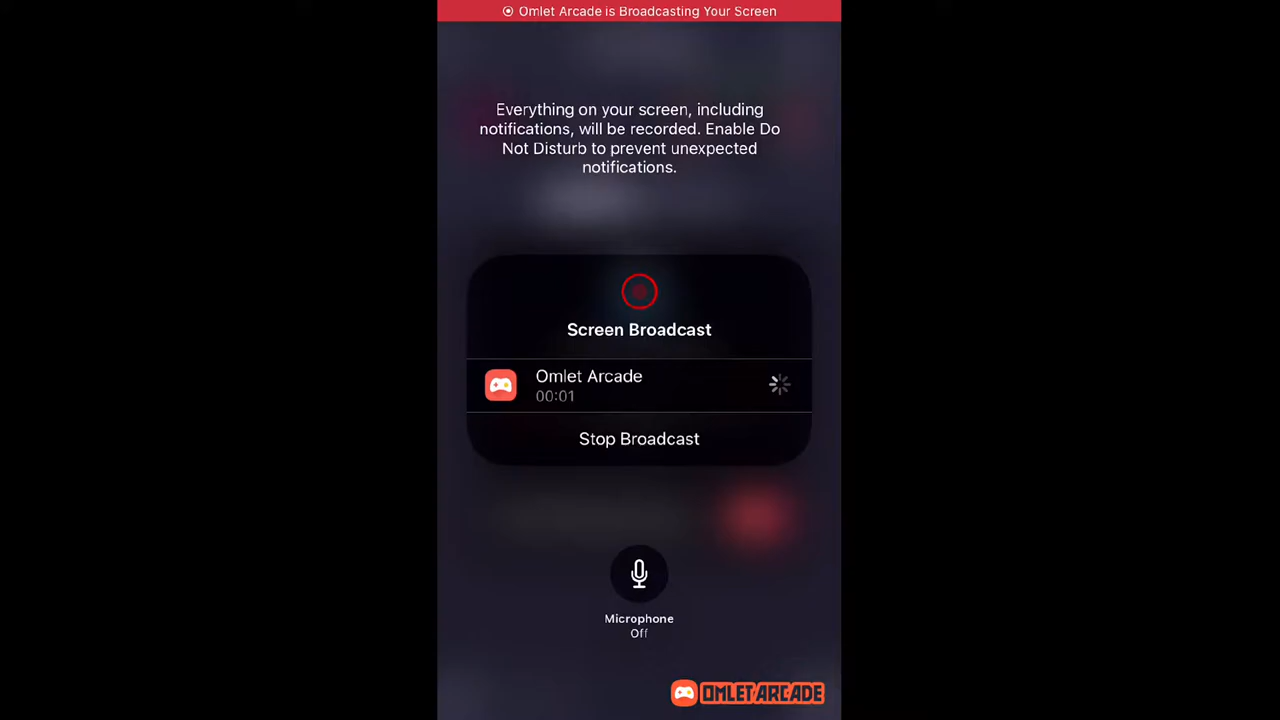 Omlet Arcade is Broadcasting Your Screen
Everything on your screen, including
notifications, will be recorded. Enable Do
Not Disturb to prevent unexpected
notifications.
Screen Broadcast
Omlet Arcade
00:01
Stop Broadcast
Microphone
Off
OMLET ARCADE